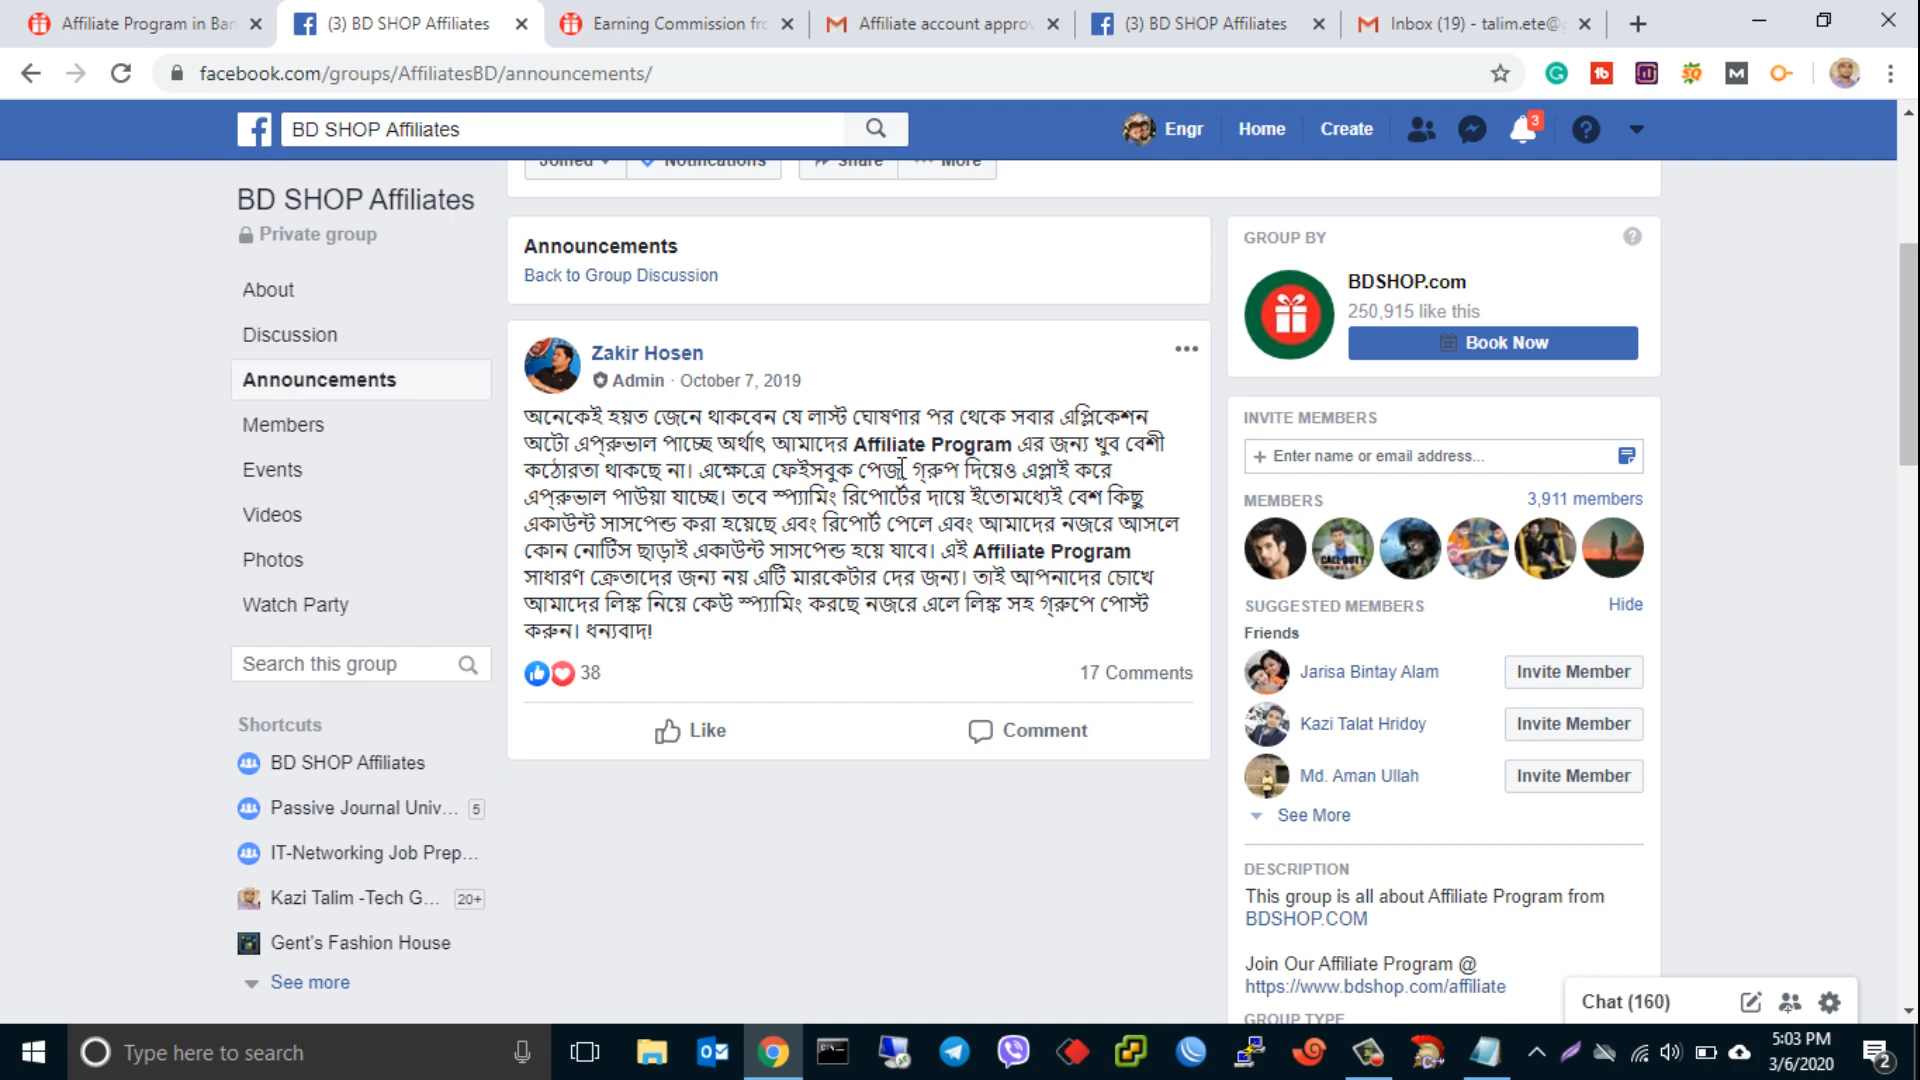 Affiliate Program in Ban
(3) BD SHOP Affiliates
Earning Commission fro
Affiliate account approv
(3) BD SHOP Affiliates
Inbox (19) - talim.ete@
facebook.com/groups/AffiliatesBD/announcements/
BD SHOP Affiliates
Engr
Home
Create
3
Joined
Notifications
Share
More
BD SHOP Affiliates
Private group
About
Discussion
Announcements
Members
Events
Videos
Photos
Watch Party
Search this group
Shortcuts
BD SHOP Affiliates
Passive Journal Univ... 5
IT-Networking Job Prep...
Kazi Talim -Tech G... 20+
Gent's Fashion House
See more
Announcements
Back to Group Discussion
Zakir Hosen
Admin · October 7, 2019
অনেকেই হয়ত জেনে থাকবেন যে লাস্ট ঘোষণার পর থেকে সবার এপ্লিকেশন
অটো এপ্রুভাল পাচ্ছে অর্থাৎ আমাদের Affiliate Program এর জন্য খুব বেশী
কঠোরতা থাকছে না। এক্ষেত্রে ফেইসবুক পেজ/ গ্রুপ দিয়েও এপ্লাই করে
এপ্রুভাল পাউয়া যাচ্ছে। তবে স্প্যামিং রিপোর্টের দায়ে ইতোমধ্যেই বেশ কিছু
একাউন্ট সাসপেন্ড করা হয়েছে এবং রিপোর্ট পেলে এবং আমাদের নজরে আসলে
কোন নোটিস ছাড়াই একাউন্ট সাসপেন্ড হয়ে যাবে। এই Affiliate Program
সাধারণ ক্রেতাদের জন্য নয় এটি মারকেটার দের জন্য। তাই আপনাদের চোখে
আমাদের লিঙ্ক নিয়ে কেউ স্প্যামিং করছে নজরে এলে লিঙ্ক সহ গ্রুপে পোস্ট
করুন। ধন্যবাদ!
38
17 Comments
Like
Comment
GROUP BY
BDSHOP.com
250,915 like this
Book Now
INVITE MEMBERS
+ Enter name or email address...
MEMBERS
3,911 members
SUGGESTED MEMBERS
Hide
Friends
Jarisa Bintay Alam
Invite Member
Kazi Talat Hridoy
Invite Member
Md. Aman Ullah
Invite Member
See More
DESCRIPTION
This group is all about Affiliate Program from
BDSHOP.COM
Join Our Affiliate Program @
https://www.bdshop.com/affiliate
GROUP TYPE
Chat (160)
Type here to search
5:03 PM
3/6/2020
2